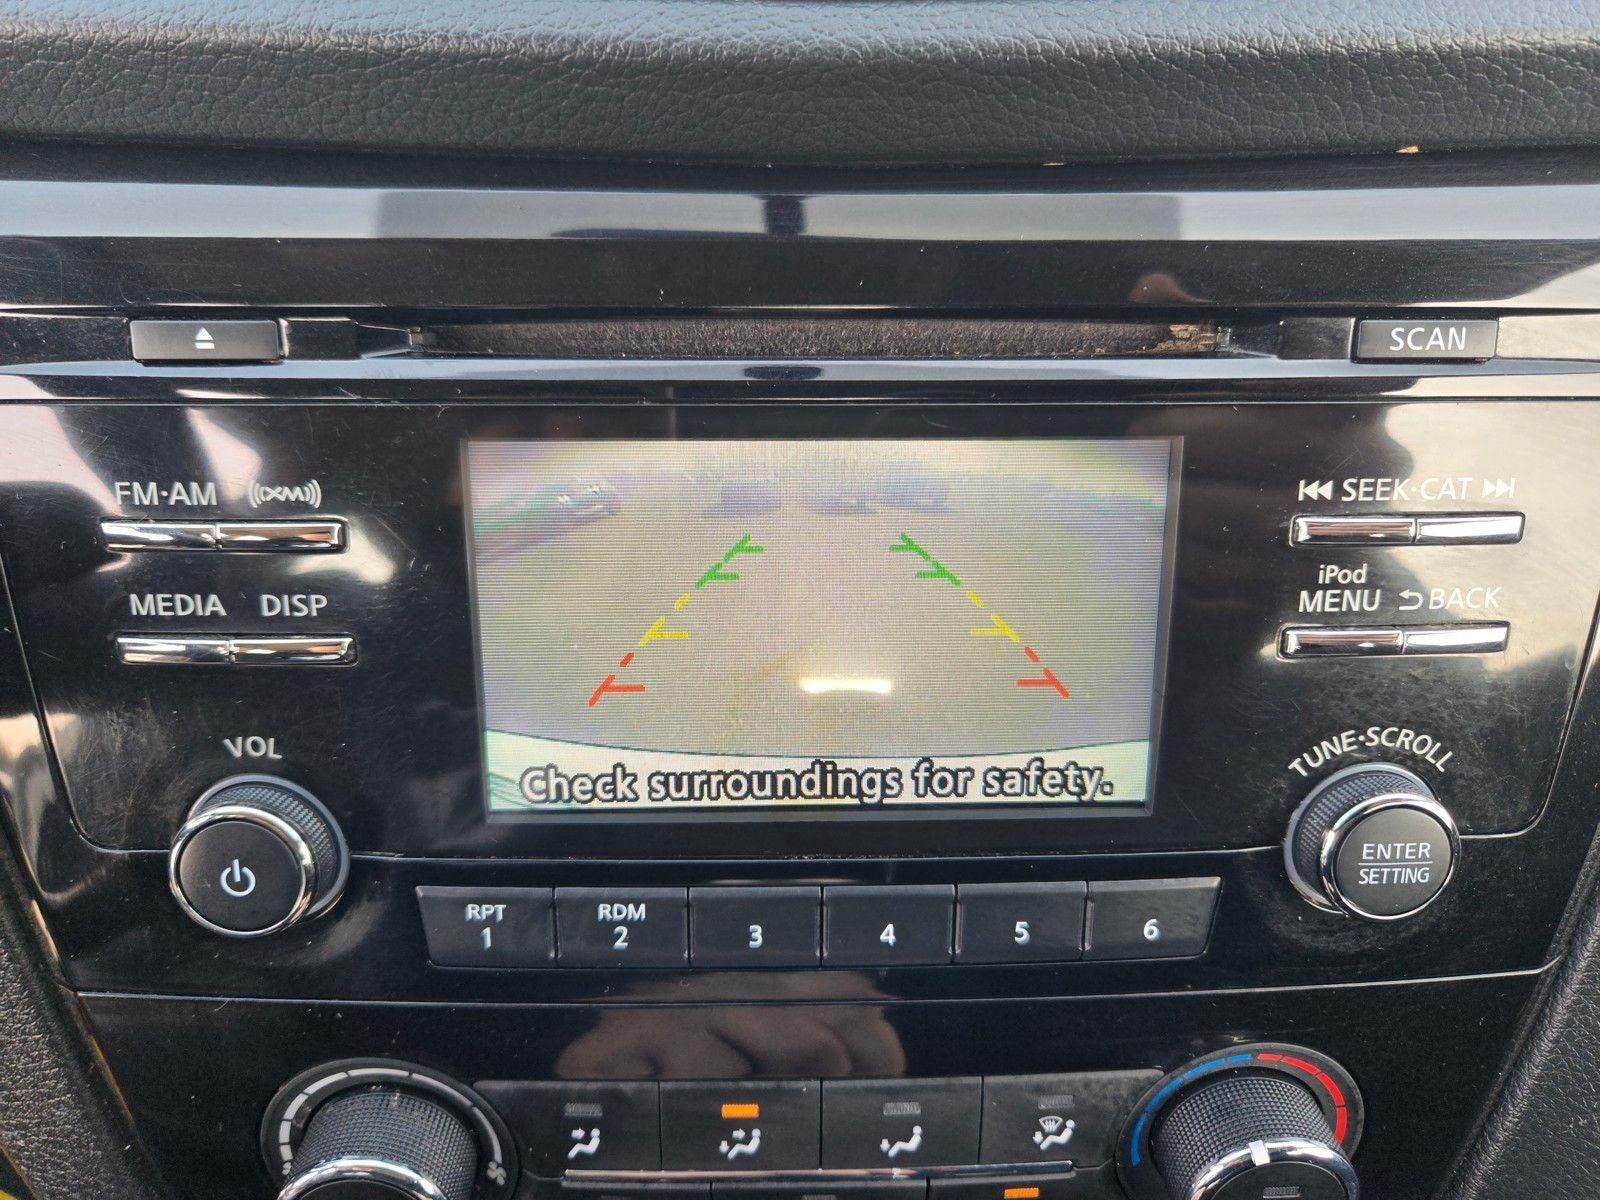 SCAN
FM·AM ((XM))
SEEK·CAT
iPod
MENU BACK
MEDIA DISP
VOL
TUNE·SCROLL
Check surroundings for safety.
ENTER
SETTING
RPT
1
RDM
2
3
4
5
6